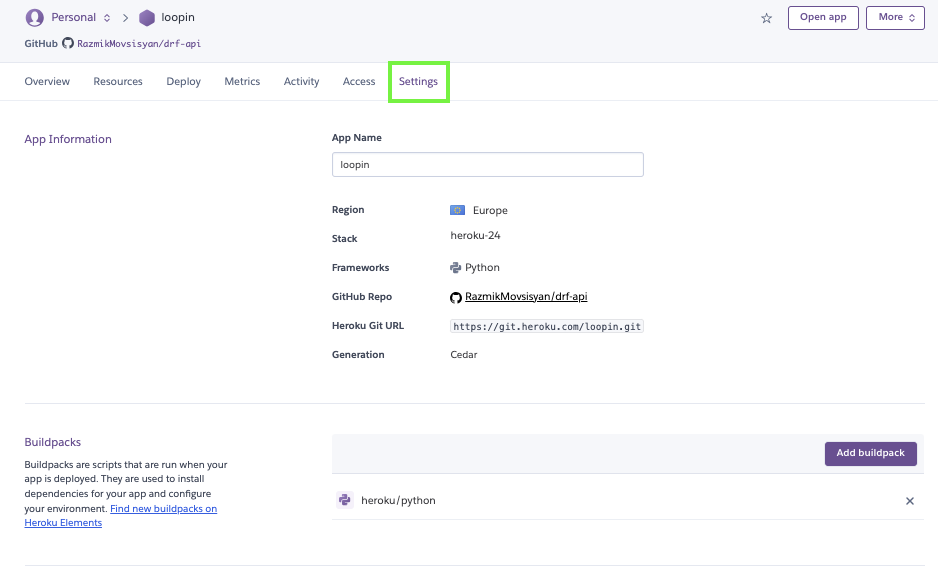 Personal loopin Open app More
GitHub RazmikMovsisyan/drf-api
Overview Resources Deploy Metrics Activity Access Settings
App Information
App Name
loopin
Region Europe
Stack heroku-24
Frameworks Python
GitHub Repo RazmikMovsisyan/drf-api
Heroku Git URL https://git.heroku.com/loopin.git
Generation Cedar
Buildpacks
Buildpacks are scripts that are run when your
app is deployed. They are used to install
dependencies for your app and configure
your environment. Find new buildpacks on
Heroku Elements
Add buildpack
heroku/python